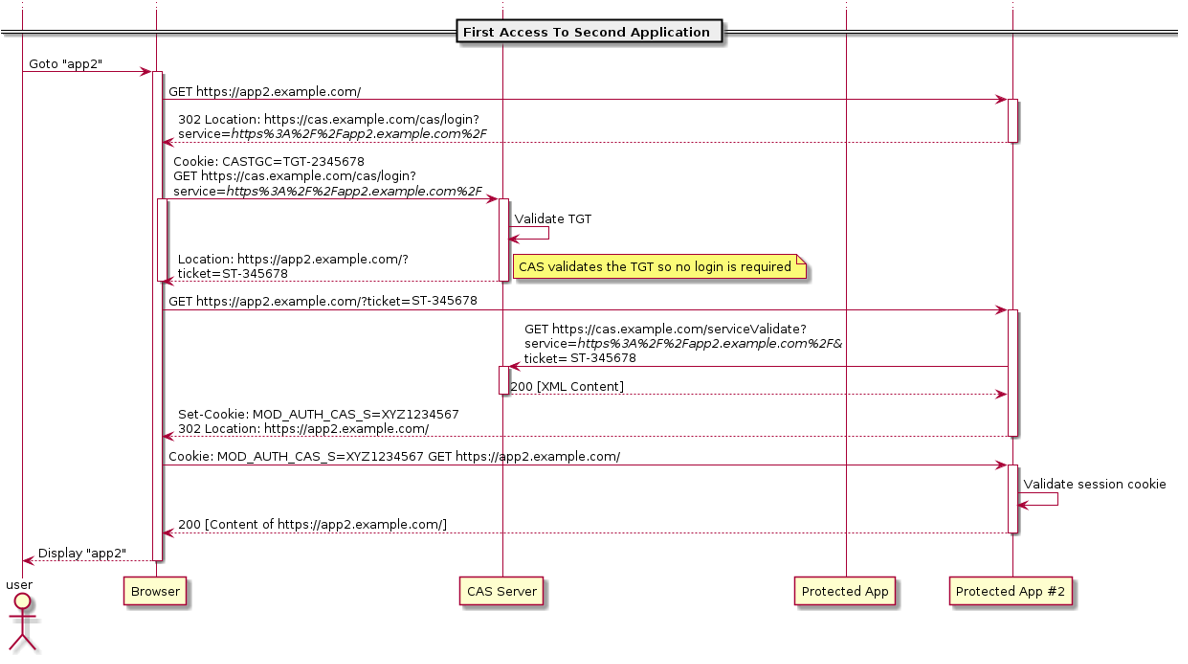 First Access To Second Application
Goto "app2"
GET https://app2.example.com/
302 Location: https://cas.example.com/cas/login?
service=https%3A%2F%2Fapp2.example.com%2F
Cookie: CASTGC=TGT-2345678
GET https://cas.example.com/cas/login?
service=https%3A%2F%2Fapp2.example.com%2F
Validate TGT
Location: https://app2.example.com/?
ticket=ST-345678
CAS validates the TGT so no login is required
GET https://app2.example.com/?ticket=ST-345678
GET https://cas.example.com/serviceValidate?
service=https%3A%2F%2Fapp2.example.com%2F&
ticket= ST-345678
200 [XML Content]
Set-Cookie: MOD_AUTH_CAS_S=XYZ1234567
302 Location: https://app2.example.com/
Cookie: MOD_AUTH_CAS_S=XYZ1234567 GET https://app2.example.com/
Validate session cookie
200 [Content of https://app2.example.com/]
Display "app2"
user
Browser
CAS Server
Protected App
Protected App #2